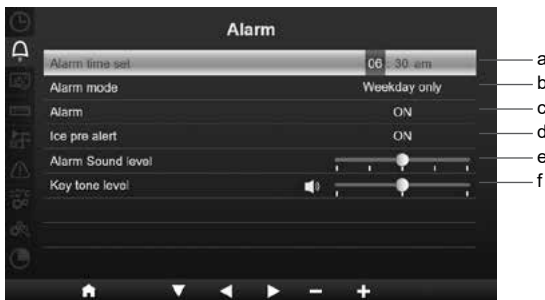 Alarm
Alarm time set 06 : 30 am a
Alarm mode Weekday only b
Alarm ON c
Ice pre alert ON d
Alarm Sound level e
Key tone level f